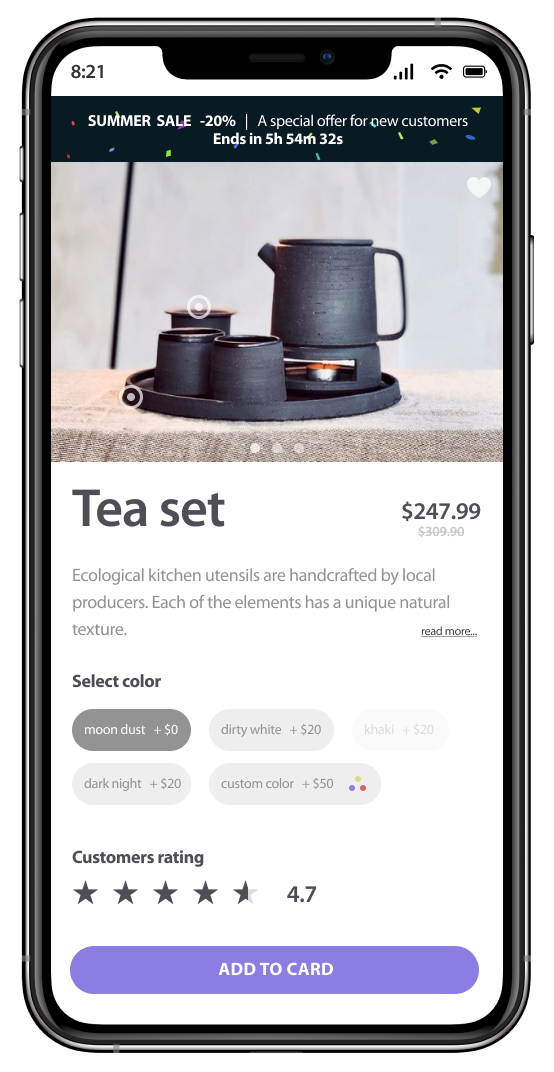 8:21
SUMMER SALE -20% | A special offer for new customers
Ends in 5h 54m 32s
Tea set
$247.99
$309.90
Ecological kitchen utensils are handcrafted by local
producers. Each of the elements has a unique natural
texture.
read more...
Select color
moon dust + $0
dirty white + $20
khaki + $20
dark night + $20
custom color + $50
Customers rating
4.7
ADD TO CARD